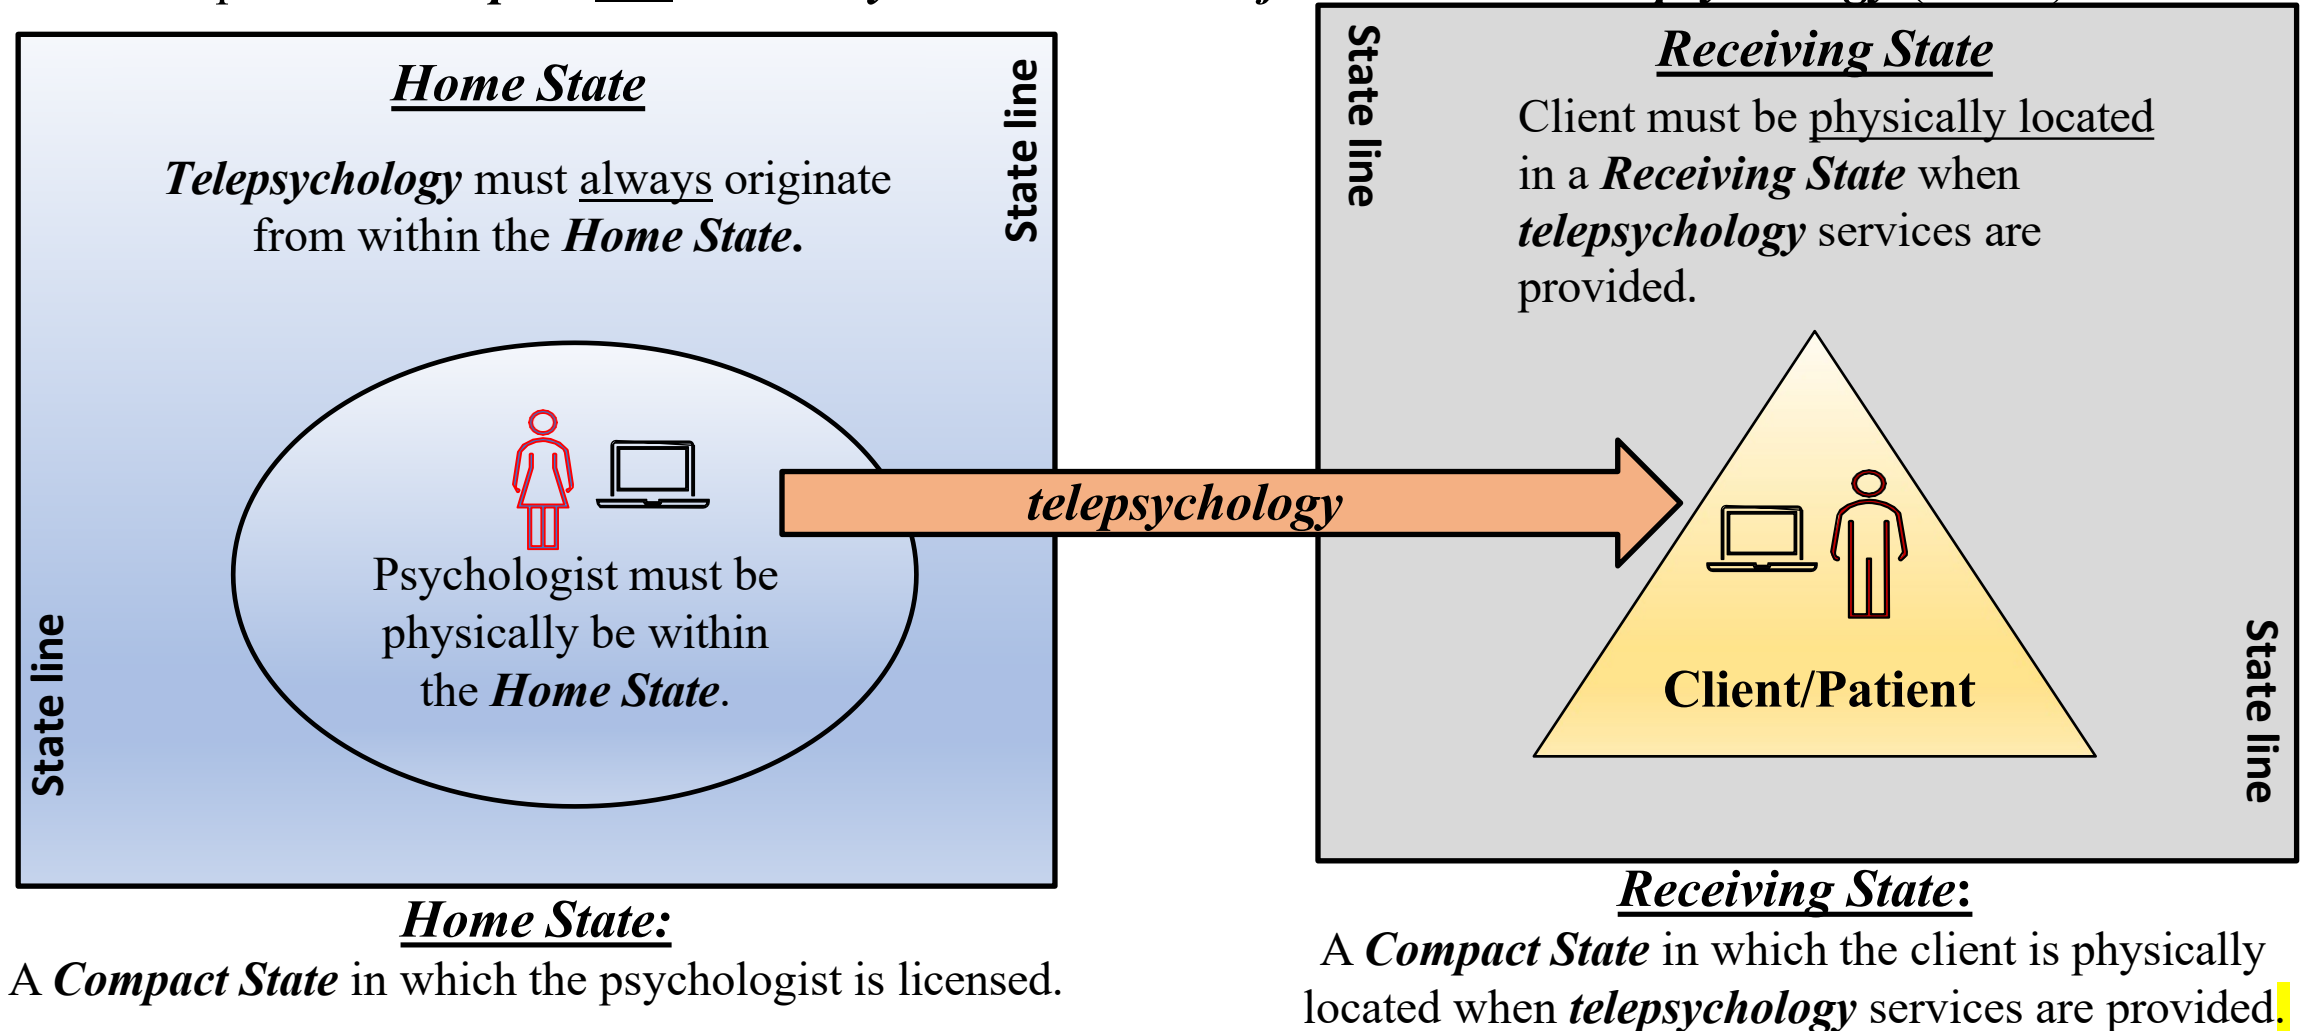 Home State
State line
Telepsychology must always originate
from within the Home State.
Psychologist must be
physically be within
the Home State.
State line
telepsychology
State line
Receiving State
Client must be physically located
in a Receiving State when
telepsychology services are
provided.
Client/Patient
State line
Home State:
A Compact State in which the psychologist is licensed.
Receiving State:
A Compact State in which the client is physically
located when telepsychology services are provided.